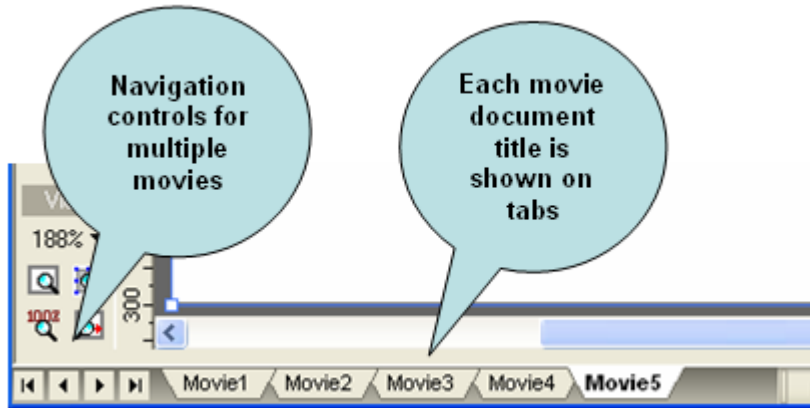 Navigation
controls for
multiple
movies
Each movie
document
title is
shown on
tabs
188%
100%
300
Movie1 Movie2 Movie3 Movie4 Movie5